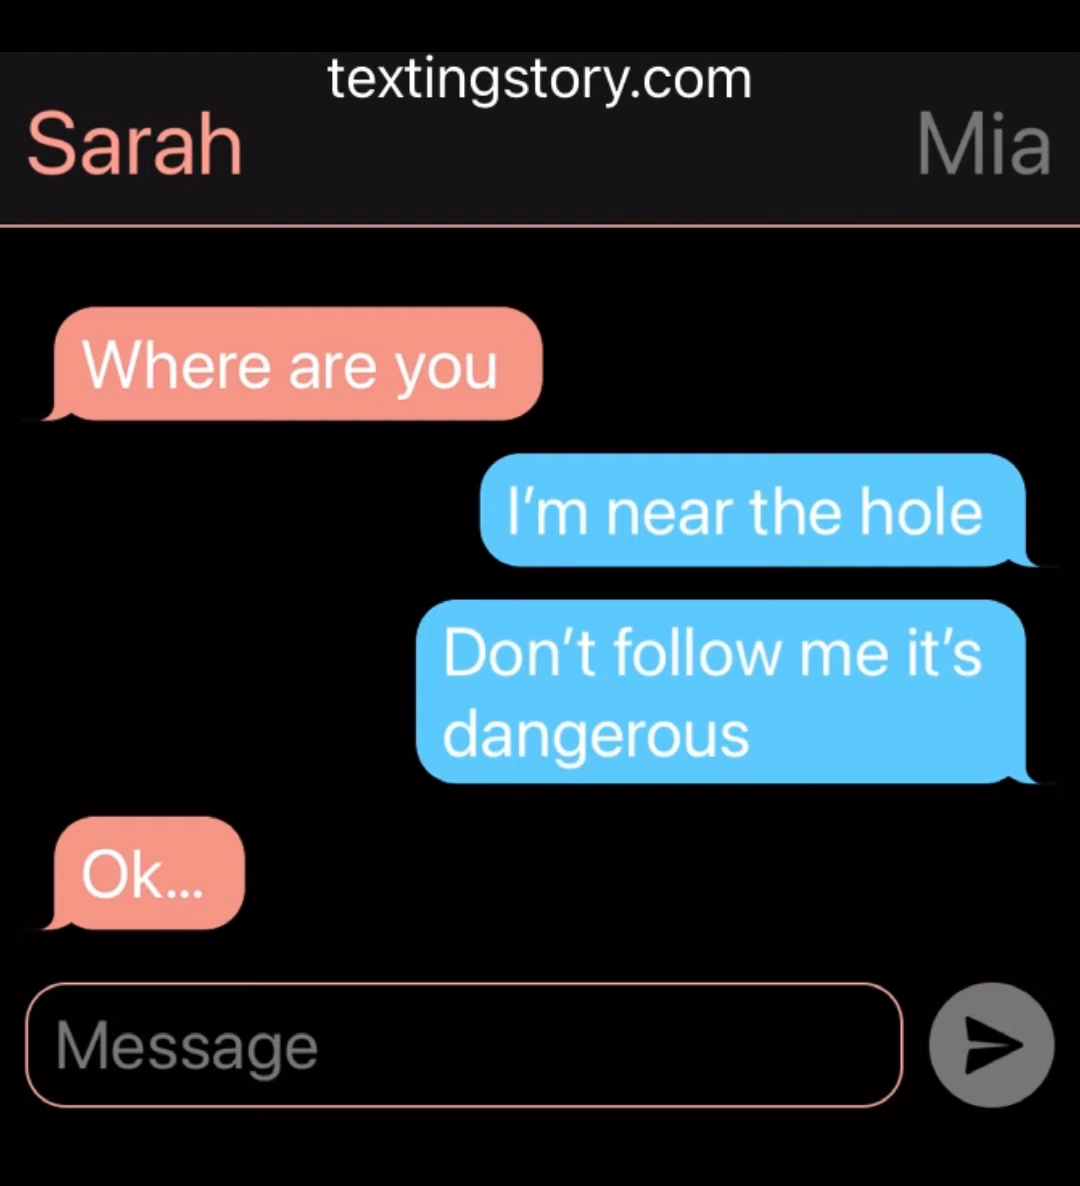 textingstory.com
Sarah
Mia
Where are you
I’m near the hole
Don’t follow me it’s
dangerous
Ok...
Message